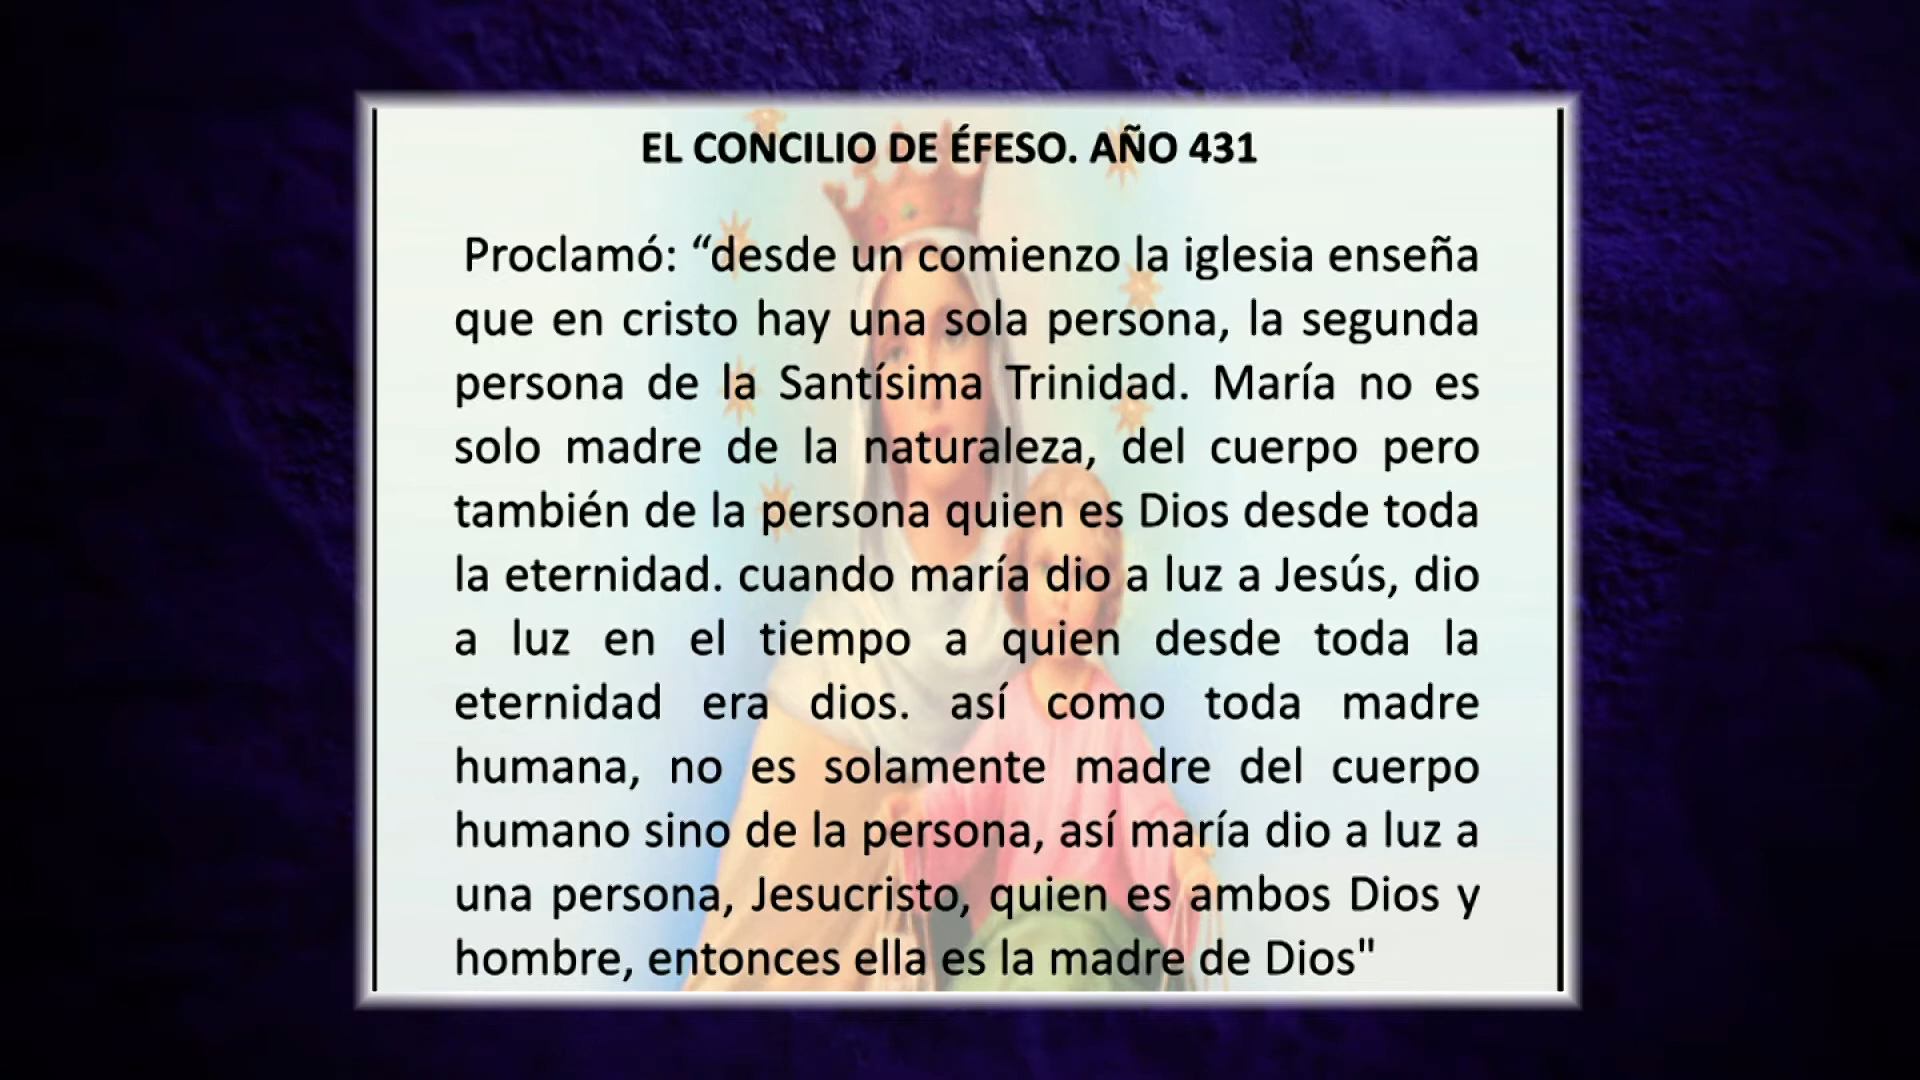 EL CONCILIO DE ÉFESO. AÑO 431
Proclamó: “desde un comienzo la iglesia enseña
que en cristo hay una sola persona, la segunda
persona de la Santísima Trinidad. María no es
solo madre de la naturaleza, del cuerpo pero
también de la persona quien es Dios desde toda
la eternidad. cuando maría dio a luz a Jesús, dio
a luz en el tiempo a quien desde toda la
eternidad era dios. así como toda madre
humana, no es solamente madre del cuerpo
humano sino de la persona, así maría dio a luz a
una persona, Jesucristo, quien es ambos Dios y
hombre, entonces ella es la madre de Dios"